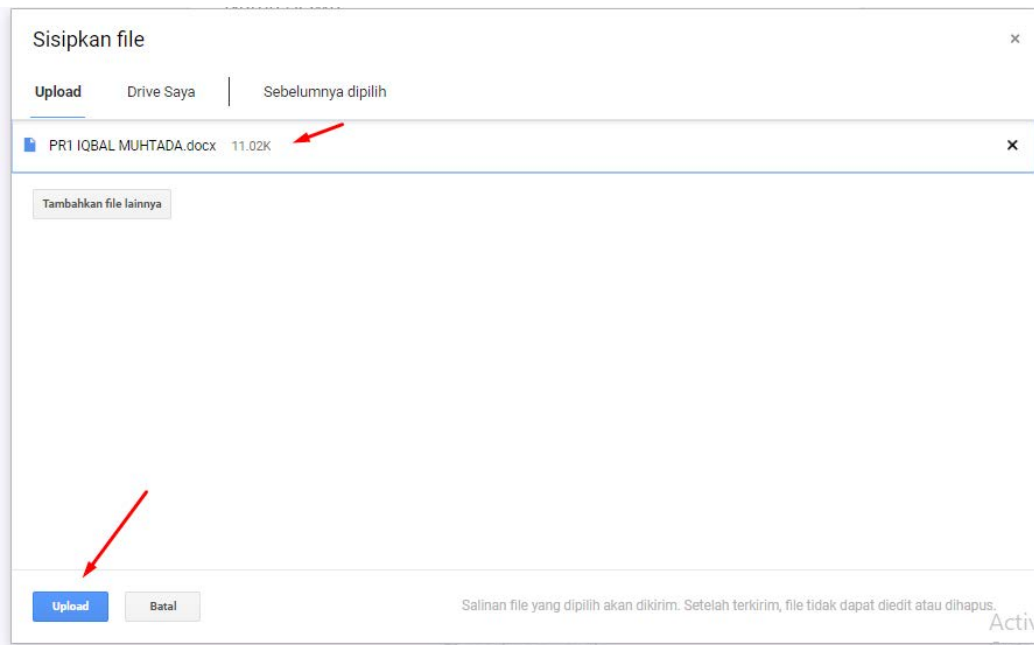 Sisipkan file
×
Upload Drive Saya Sebelumnya dipilih
PR1 IQBAL MUHTADA.docx 11.02K ×
Tambahkan file lainnya
Upload Batal Salinan file yang dipilih akan dikirim. Setelah terkirim, file tidak dapat diedit atau dihapus.
Activ